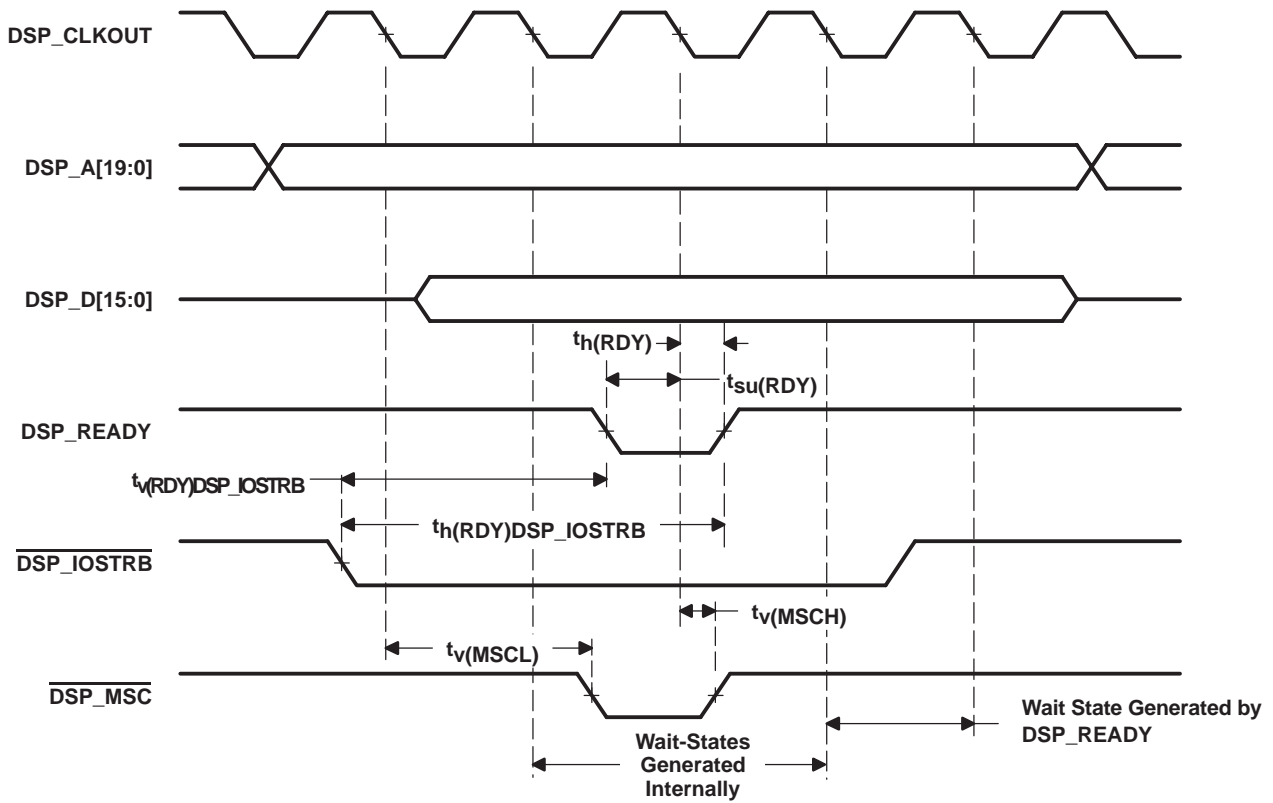 DSP_CLKOUT
DSP_A[19:0]
DSP_D[15:0]
th(RDY)
tsu(RDY)
DSP_READY
tv(RDY)DSP_IOSTRB
th(RDY)DSP_IOSTRB
DSP_IOSTRB
tv(MSCH)
tv(MSCL)
DSP_MSC
Wait State Generated by
DSP_READY
Wait-States
Generated
Internally